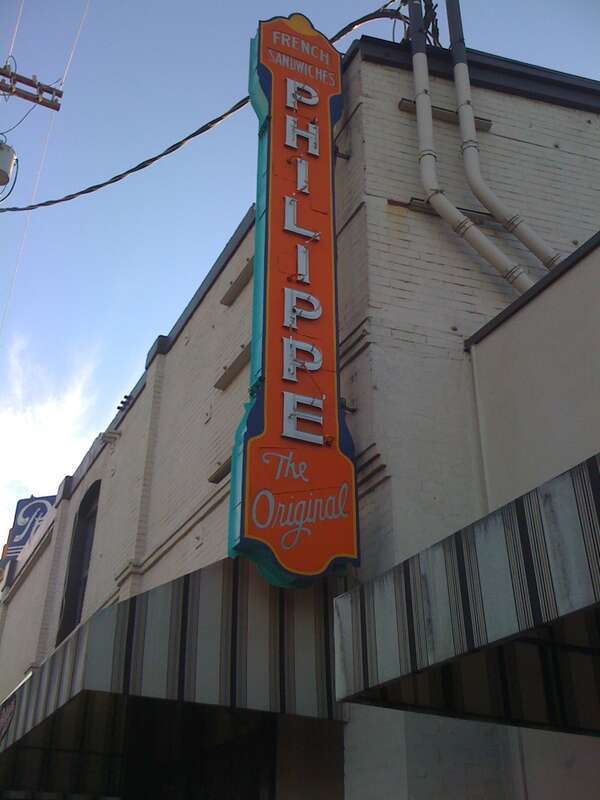 FRENCH
SANDWICHES
PHILIPPE
The
Original